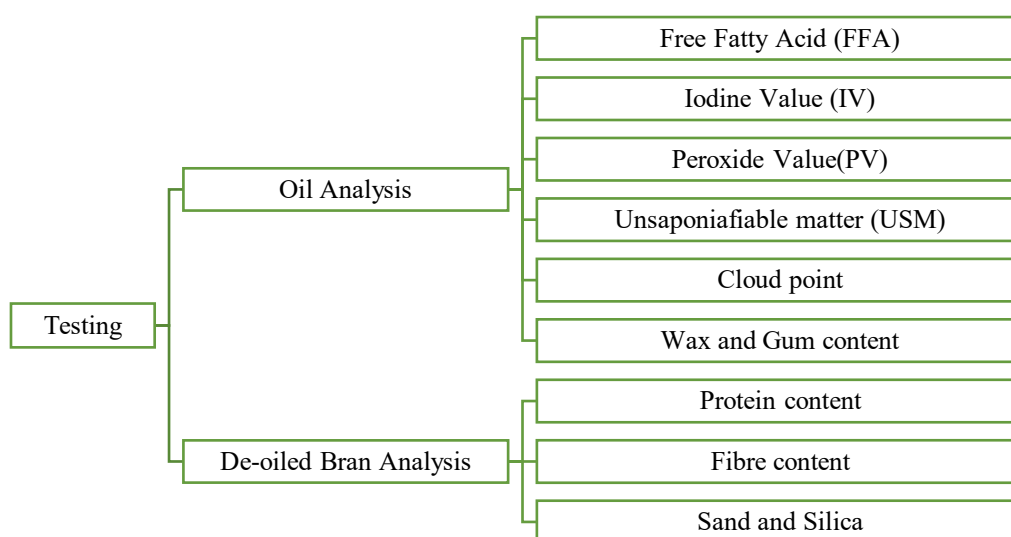 Testing
Oil Analysis
Free Fatty Acid (FFA)
Iodine Value (IV)
Peroxide Value(PV)
Unsaponiafiable matter (USM)
Cloud point
Wax and Gum content
De-oiled Bran Analysis
Protein content
Fibre content
Sand and Silica